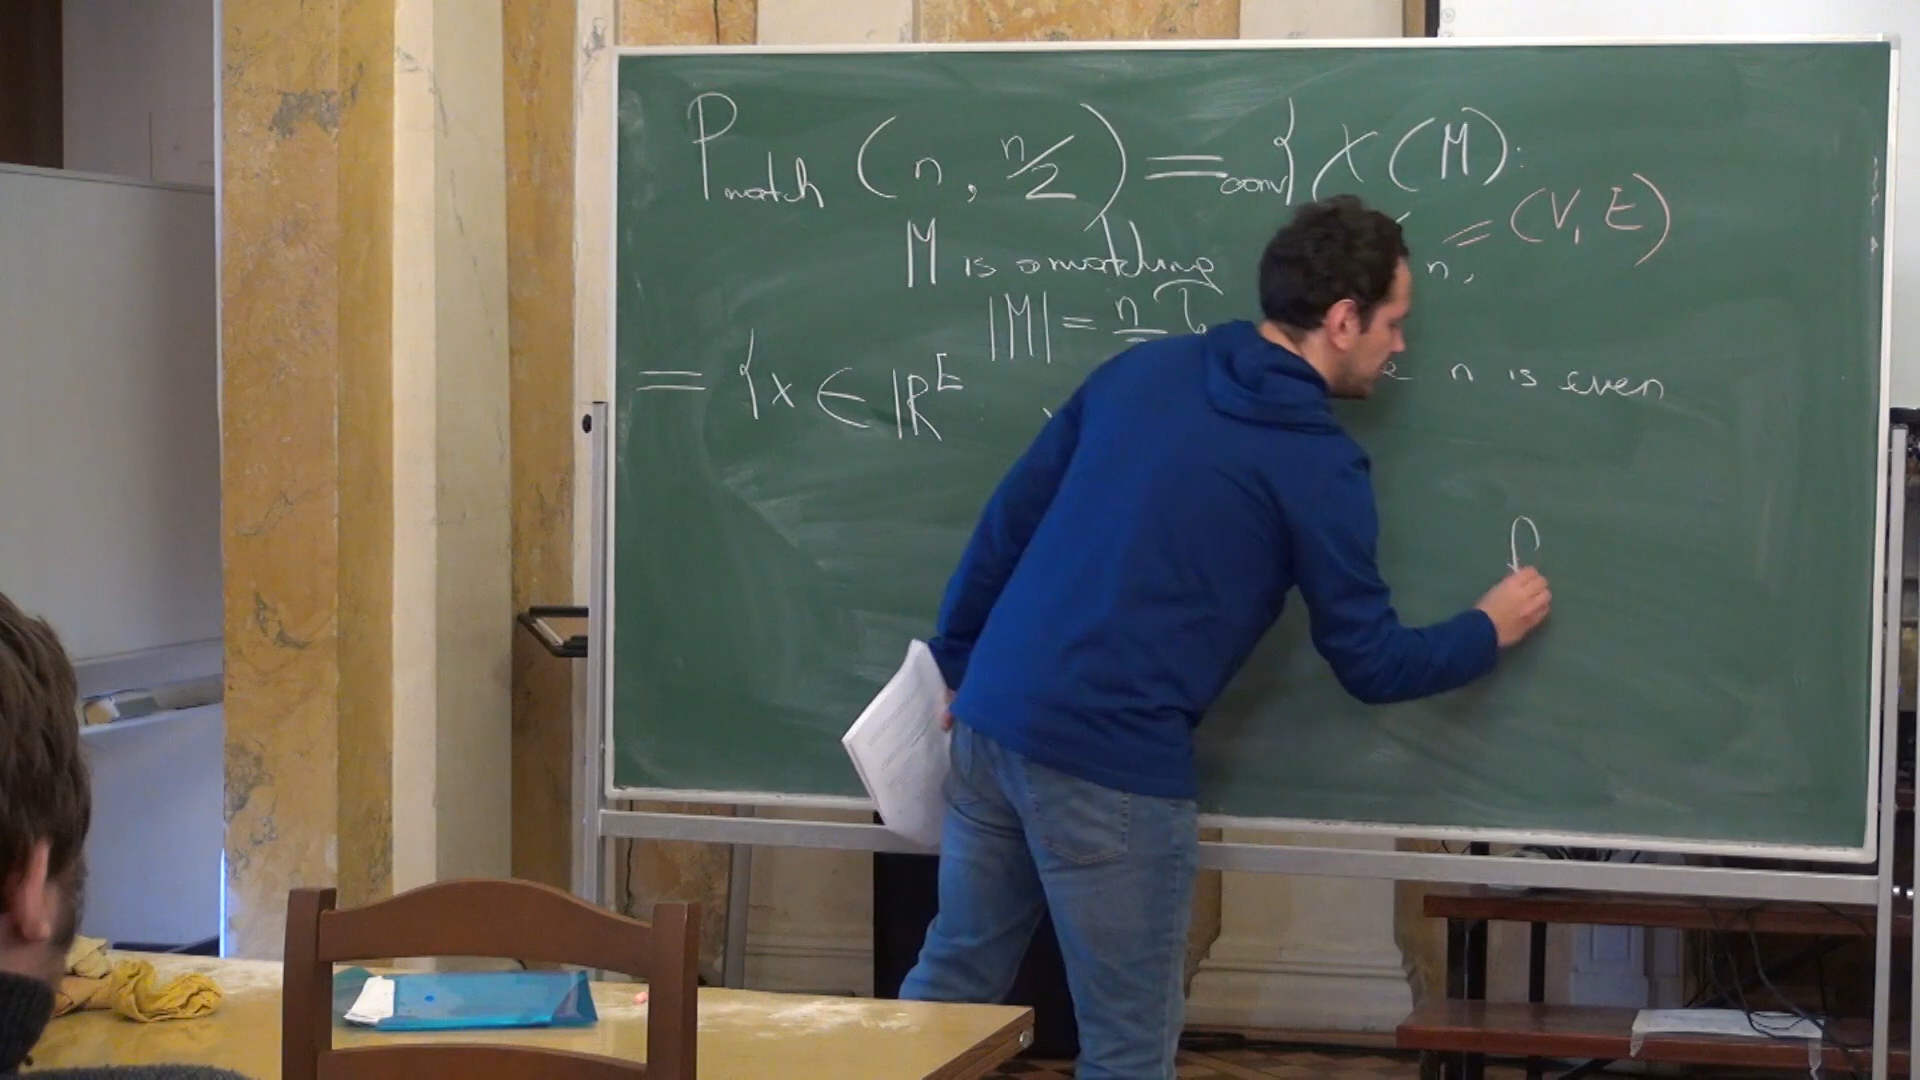 P_match (n, n/2) = conv { χ(M):
M is a matching n, = (V, E)
|M| = n/2 n is even
= { x ∈ ℝ^E